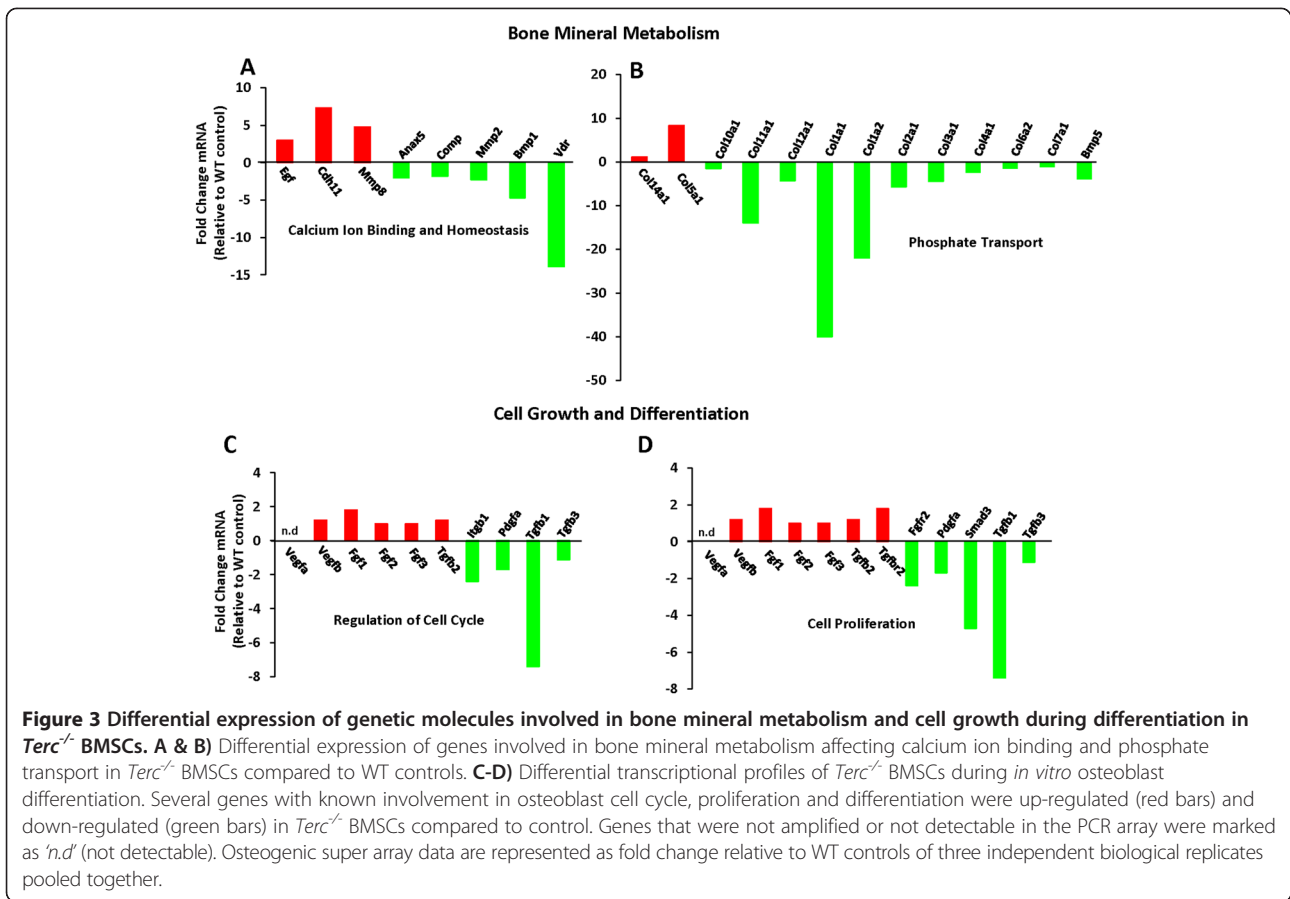 Bone Mineral Metabolism
A
Fold Change mRNA
(Relative to WT control)
10
5
0
-5
-10
-15
Egf
Cdh11
Mmp8
Anax5
Comp
Mmp2
Bmp1
Vdr
Calcium Ion Binding and Homeostasis
B
20
10
0
-10
-20
-30
-40
-50
Col14a1
Col5a1
Col10a1
Col11a1
Col12a1
Col1a1
Col1a2
Col2a1
Col3a1
Col4a1
Col6a2
Col7a1
Bmp5
Phosphate Transport
Cell Growth and Differentiation
C
Fold Change mRNA
(Relative to WT control)
4
2
0
-2
-4
-6
-8
n.d
Vegfa
Vegfb
Fgf1
Fgf2
Fgf3
Tgfb2
Itgb1
Pdgfa
Tgfb1
Tgfb3
Regulation of Cell Cycle
D
4
2
0
-2
-4
-6
-8
n.d
Vegfa
Vegfb
Fgf1
Fgf2
Fgf3
Tgfb2
Tgfbr2
Fgfr2
Pdgfa
Smad3
Tgfb1
Tgfb3
Cell Proliferation
Figure 3 Differential expression of genetic molecules involved in bone mineral metabolism and cell growth during differentiation in
Terc-/- BMSCs. A & B) Differential expression of genes involved in bone mineral metabolism affecting calcium ion binding and phosphate
transport in Terc-/- BMSCs compared to WT controls. C-D) Differential transcriptional profiles of Terc-/- BMSCs during in vitro osteoblast
differentiation. Several genes with known involvement in osteoblast cell cycle, proliferation and differentiation were up-regulated (red bars) and
down-regulated (green bars) in Terc-/- BMSCs compared to control. Genes that were not amplified or not detectable in the PCR array were marked
as 'n.d' (not detectable). Osteogenic super array data are represented as fold change relative to WT controls of three independent biological replicates
pooled together.